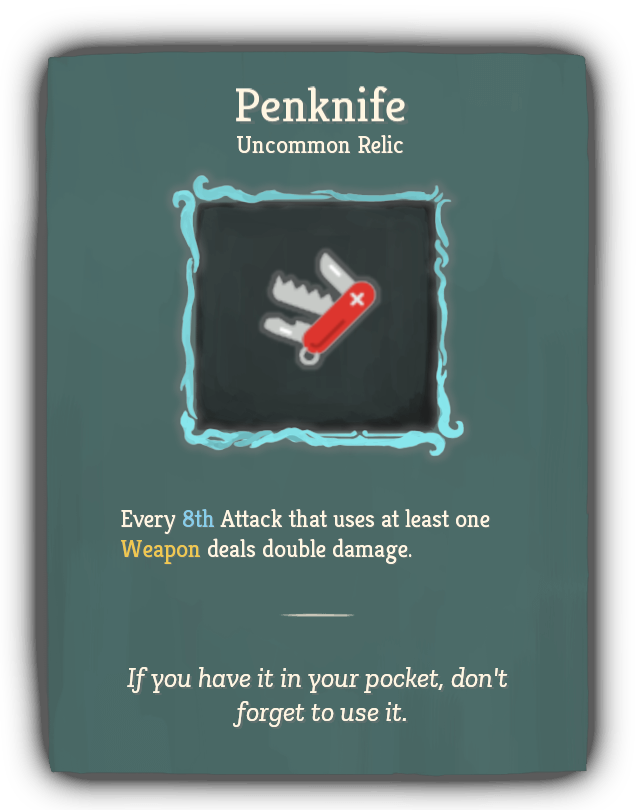 Penknife
Uncommon Relic
Every 8th Attack that uses at least one
Weapon deals double damage.
If you have it in your pocket, don't
forget to use it.